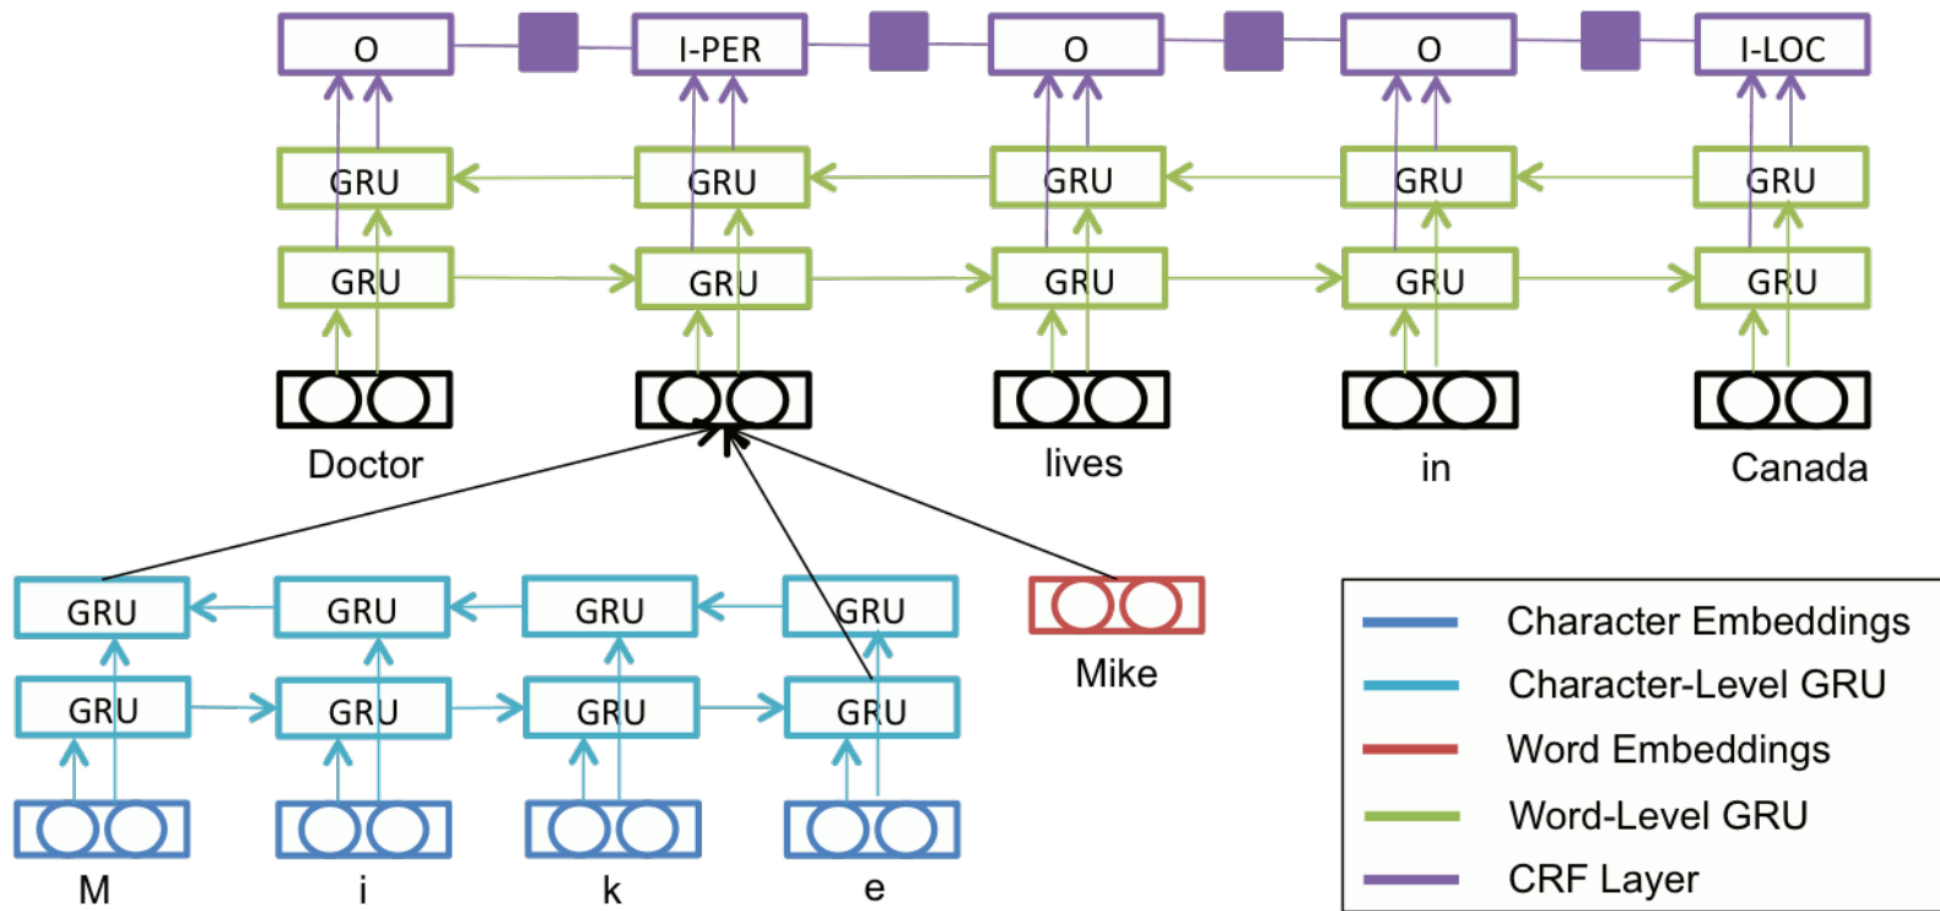 O I-PER O O I-LOC
GRU GRU GRU GRU GRU
GRU GRU GRU GRU GRU
Doctor lives in Canada
GRU GRU GRU GRU
Mike
GRU GRU GRU GRU
M i k e
Character Embeddings
Character-Level GRU
Word Embeddings
Word-Level GRU
CRF Layer